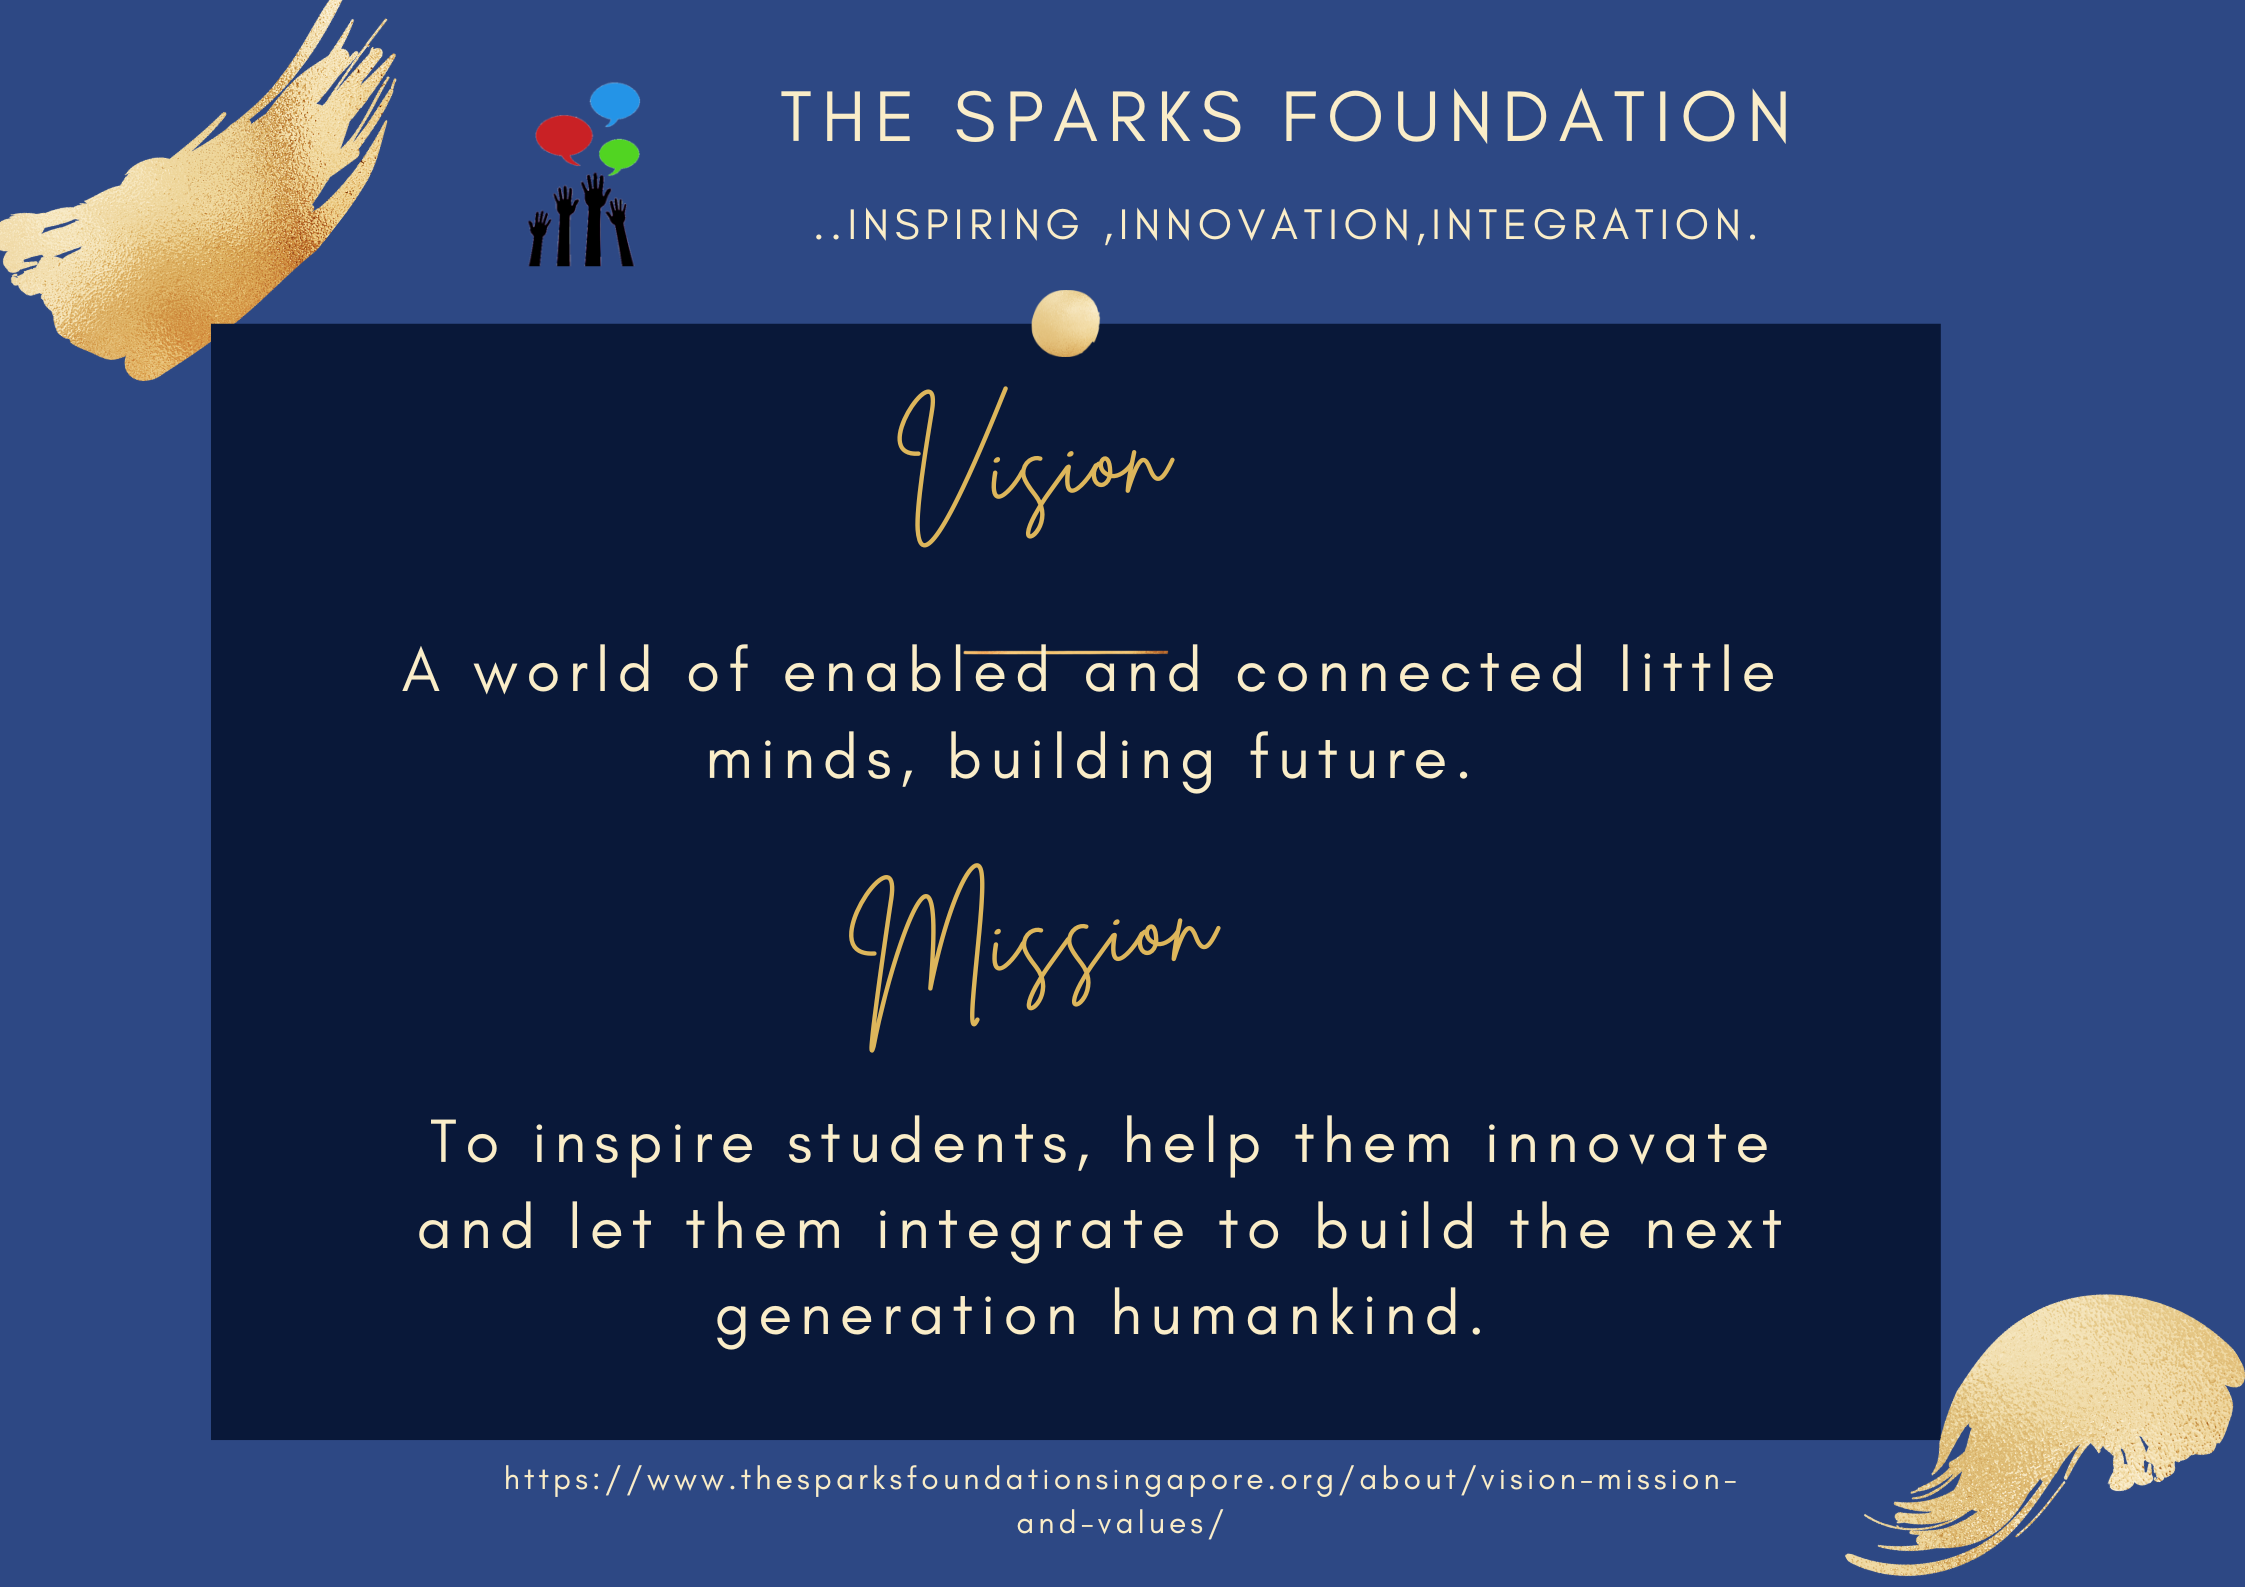 THE SPARKS FOUNDATION
..INSPIRING ,INNOVATION,INTEGRATION.
Vision
A world of enabled and connected little
minds, building future.
Mission
To inspire students, help them innovate
and let them integrate to build the next
generation humankind.
https://www.thesparksfoundationsingapore.org/about/vision-mission-
and-values/